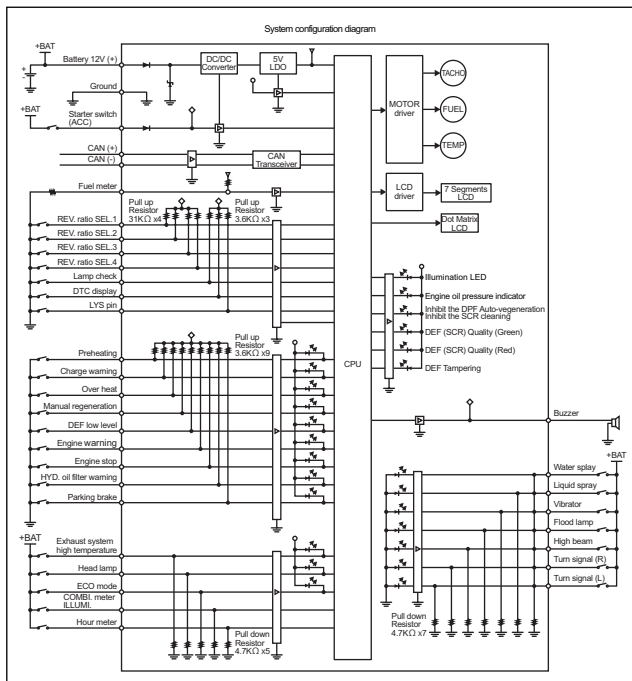 System configuration diagram
+BAT
Battery 12V (+)
+
-
DC/DC
Converter
5V
LDO
Ground
+BAT
Starter switch
(ACC)
CAN (+)
CAN (-)
CAN
Transceiver
Fuel meter
Pull up
Resistor
31KΩ x4
Pull up
Resistor
3.6KΩ x3
REV. ratio SEL.1
REV. ratio SEL.2
REV. ratio SEL.3
REV. ratio SEL.4
Lamp check
DTC display
LYS pin
Pull up
Resistor
3.6KΩ x9
Preheating
Charge warning
Over heat
Manual regeneration
DEF low level
Engine warning
Engine stop
HYD. oil filter warning
Parking brake
+BAT
Exhaust system
high temperature
Head lamp
ECO mode
COMBI. meter
ILLUMI.
Hour meter
Pull down
Resistor
4.7KΩ x5
CPU
MOTOR
driver
TACHO
FUEL
TEMP
LCD
driver
7 Segments
LCD
Dot Matrix
LCD
Illumination LED
Engine oil pressure indicator
Inhibit the DPF Auto-vegeneration
Inhibit the SCR cleaning
DEF (SCR) Quality (Green)
DEF (SCR) Quality (Red)
DEF Tampering
Buzzer
+BAT
Water splay
Liquid spray
Vibrator
Flood lamp
High beam
Turn signal (R)
Turn signal (L)
Pull down
Resistor
4.7KΩ x7